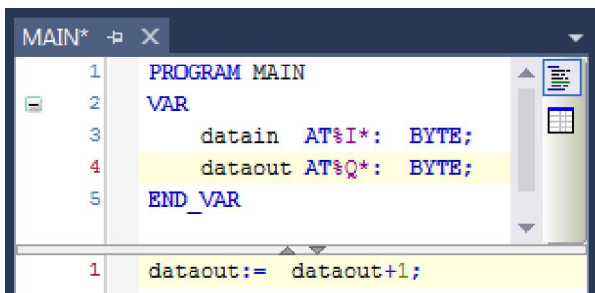 MAIN*
1 PROGRAM MAIN
2 VAR
3 datain AT%I*: BYTE;
4 dataout AT%Q*: BYTE;
5 END_VAR
1 dataout:= dataout+1;